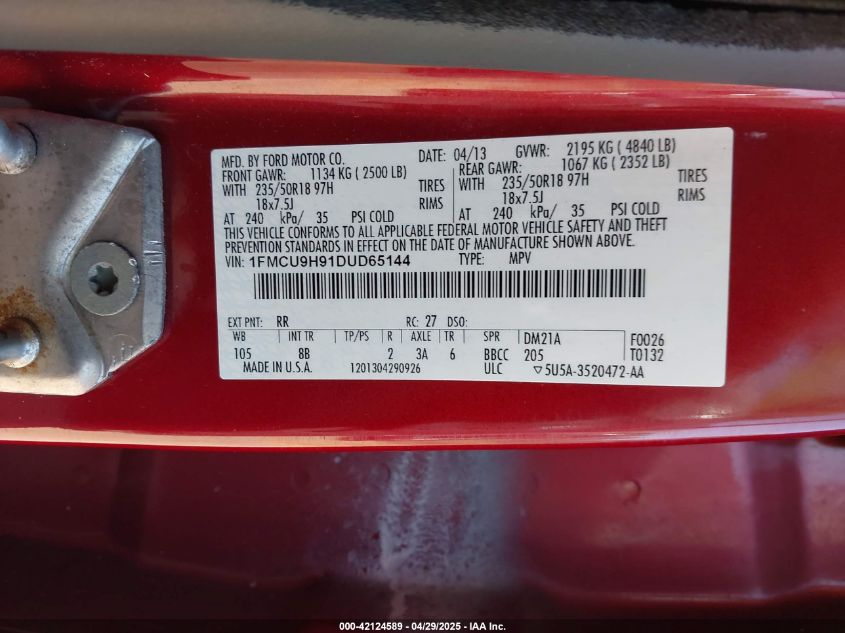 MFD. BY FORD MOTOR CO. DATE: 04/13 GVWR: 2195 KG ( 4840 LB)
FRONT GAWR: 1134 KG ( 2500 LB) REAR GAWR: 1067 KG ( 2352 LB)
WITH 235/50R18 97H TIRES WITH 235/50R18 97H TIRES
18x7.5J RIMS 18x7.5J RIMS
AT 240 kPa/ 35 PSI COLD AT 240 kPa/ 35 PSI COLD
THIS VEHICLE CONFORMS TO ALL APPLICABLE FEDERAL MOTOR VEHICLE SAFETY AND THEFT
PREVENTION STANDARDS IN EFFECT ON THE DATE OF MANUFACTURE SHOWN ABOVE.
VIN: 1FMCU9H91DUD65144 TYPE: MPV
EXT PNT: RR RC: 27 DSO:
WB INT TR TP/PS R AXLE TR SPR DM21A F0026
105 8B 2 3A 6 BBCC 205 T0132
MADE IN U.S.A. 1201304290926 ULC ▽5U5A-3520472-AA
000-42124589 - 04/29/2025 - IAA Inc.